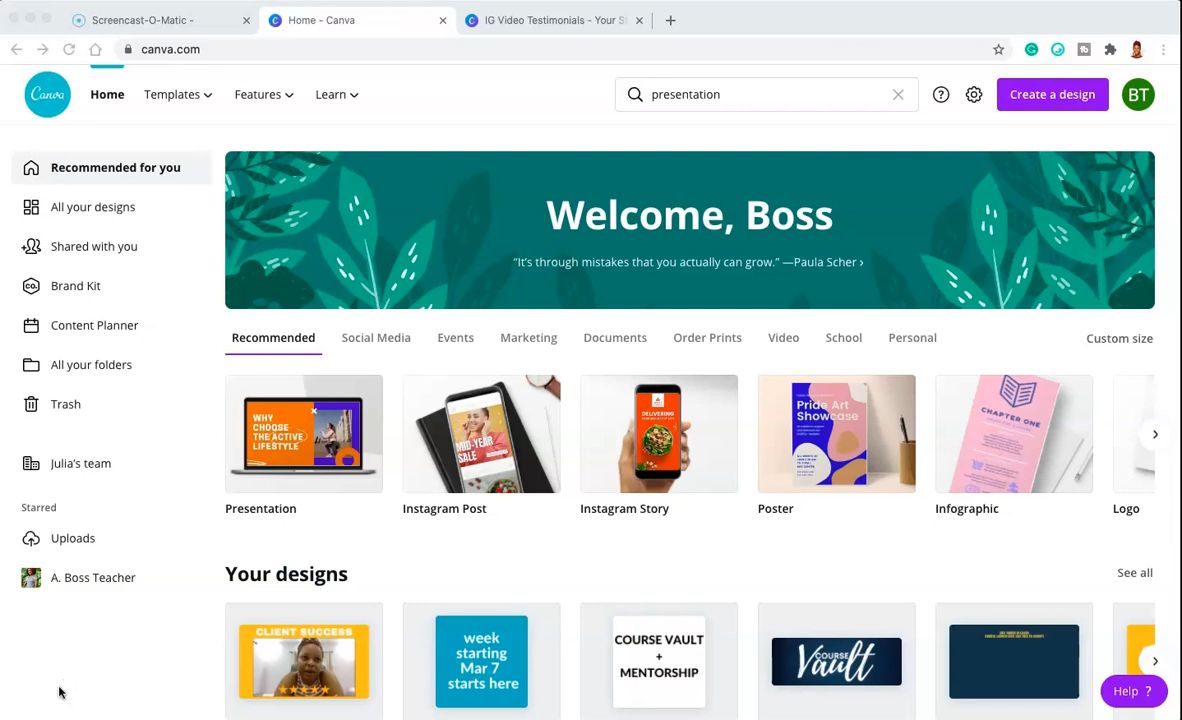 Screencast-O-Matic -
Home - Canva
IG Video Testimonials - Your S
canva.com
Canva
Home
Templates
Features
Learn
presentation
Create a design
BT
Recommended for you
All your designs
Shared with you
Brand Kit
Content Planner
All your folders
Trash
Julia's team
Starred
Uploads
A. Boss Teacher
Welcome, Boss
“It's through mistakes that you actually can grow.” —Paula Scher ›
Recommended
Social Media
Events
Marketing
Documents
Order Prints
Video
School
Personal
Custom size
WHY
CHOOSE
THE ACTIVE
LIFESTYLE
MID-YEAR
SALE
DELIVERING
Pride Art
Showcase
CHAPTER ONE
Presentation
Instagram Post
Instagram Story
Poster
Infographic
Logo
Your designs
See all
CLIENT SUCCESS
week
starting
Mar 7
starts here
COURSE VAULT
+
MENTORSHIP
COURSE
Vault
Help ?